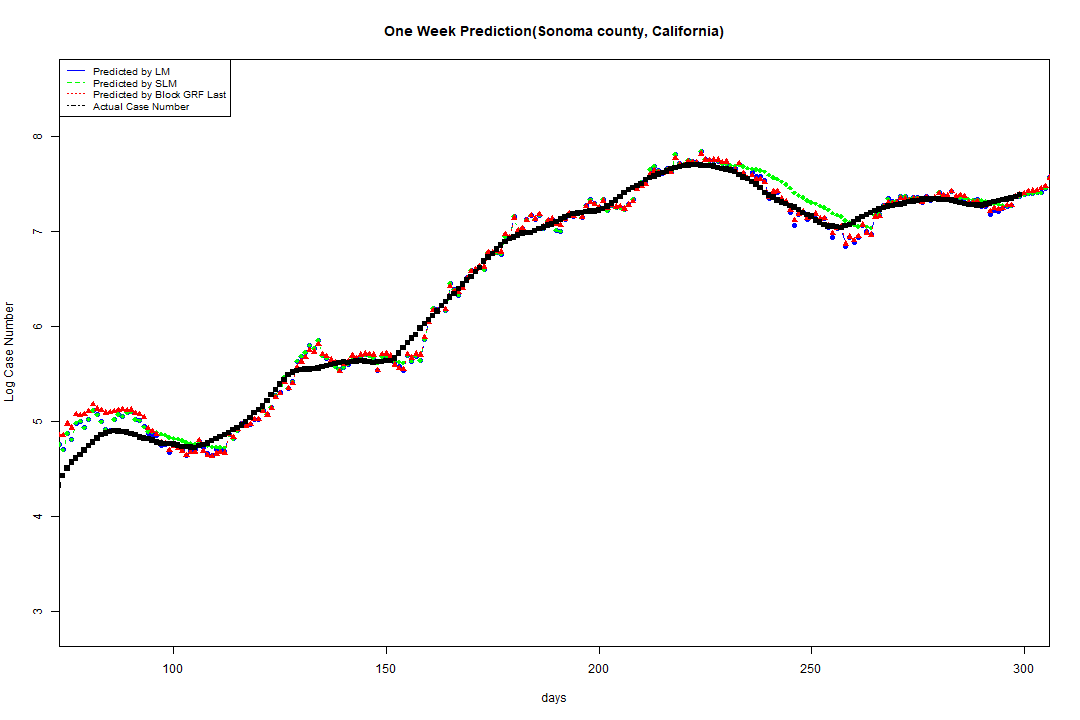 One Week Prediction(Sonoma county, California)
Predicted by LM
Predicted by SLM
Predicted by Block GRF Last
Actual Case Number
8
7
6
5
4
3
Log Case Number
100 150 200 250 300
days